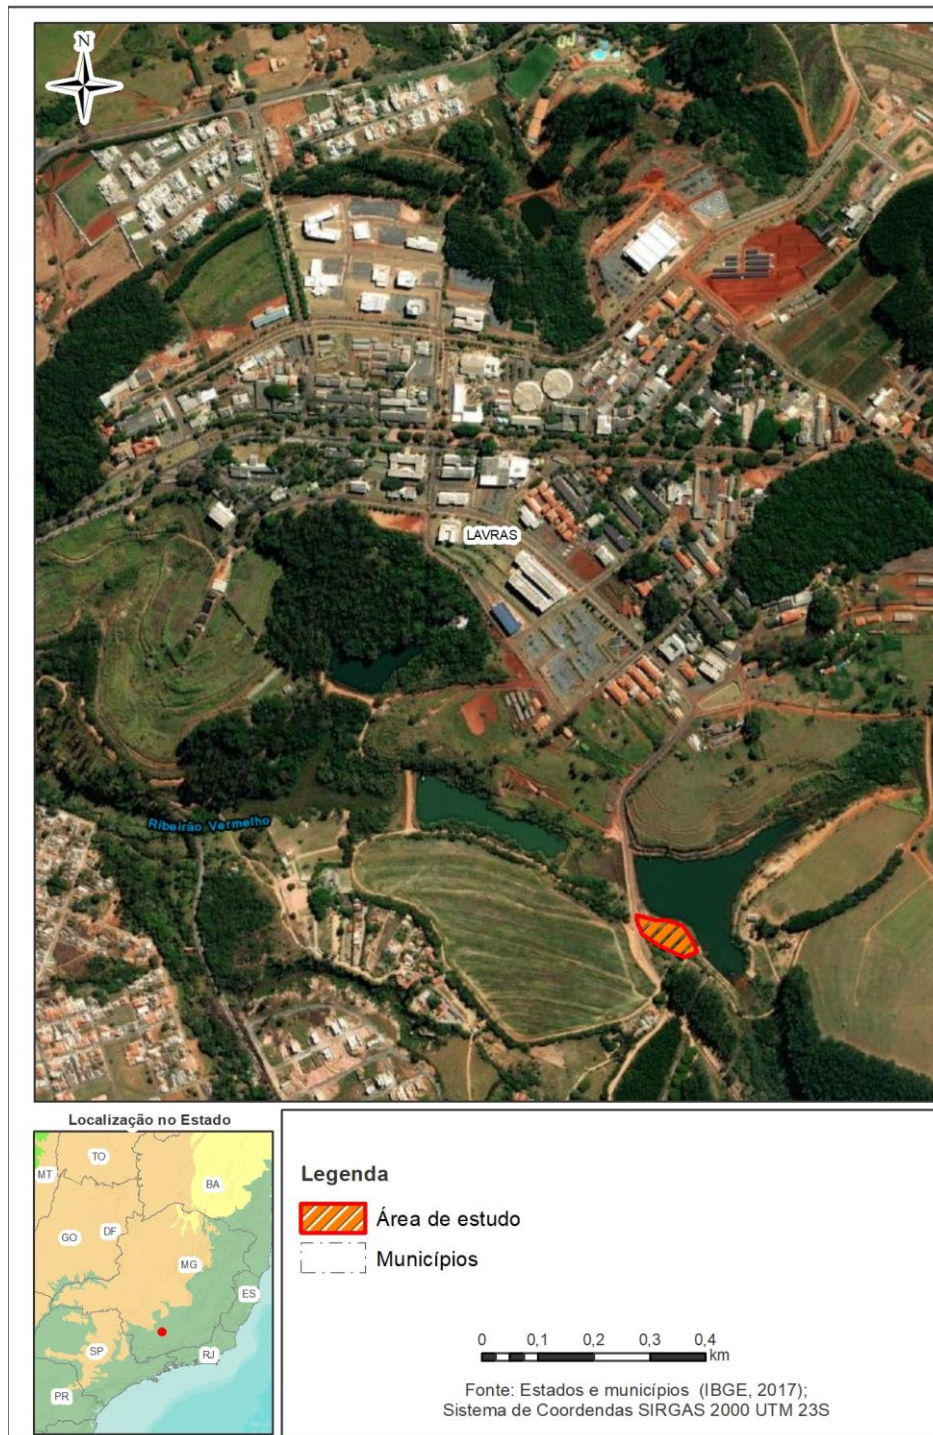 N
LAVRAS
Ribeirão Vermelho
Localização no Estado
MT
TO
BA
GO
DF
MG
ES
SP
RJ
PR
Legenda
Área de estudo
Municípios
0 0,1 0,2 0,3 0,4
km
Fonte: Estados e municípios (IBGE, 2017);
Sistema de Coordendas SIRGAS 2000 UTM 23S